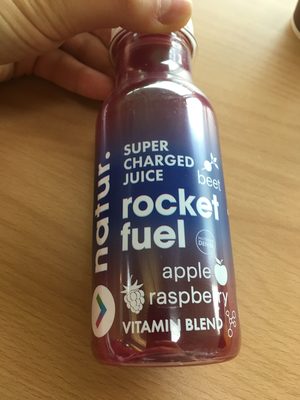 natur.
SUPER
CHARGED
JUICE
beet
rocket
fuel
apple
raspberry
VITAMIN BLEND